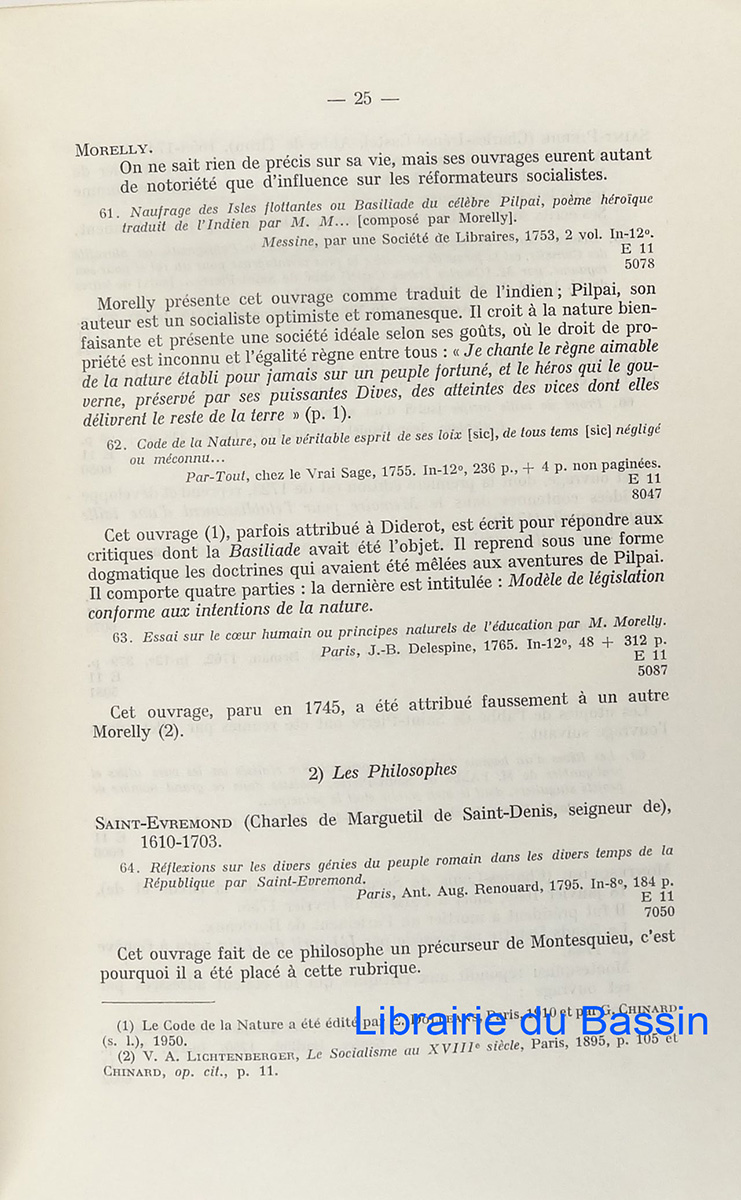 — 25 —
MORELLY.
On ne sait rien de précis sur sa vie, mais ses ouvrages eurent autant
de notoriété que d'influence sur les réformateurs socialistes.
61. Naufrage des Isles flottantes ou Basiliade du célèbre Pilpai, poème héroïque
traduit de l'Indien par M. M... [composé par Morelly].
Messine, par une Société de Libraires, 1753, 2 vol. In-12º.
E 11
5078
Morelly présente cet ouvrage comme traduit de l'indien ; Pilpai, son
auteur est un socialiste optimiste et romanesque. Il croit à la nature bien-
faisante et présente une société idéale selon ses goûts, où le droit de pro-
priété est inconnu et l'égalité règne entre tous : « Je chante le règne aimable
de la nature établi pour jamais sur un peuple fortuné, et le héros qui le gou-
verne, préservé par ses puissantes Dives, des atteintes des vices dont elles
délivrent le reste de la terre » (p. 1).
62. Code de la Nature, ou le véritable esprit de ses loix [sic], de tous tems [sic] négligé
ou méconnu...
Par-Tout, chez le Vrai Sage, 1755. In-12º, 236 p., + 4 p. non paginées.
E 11
8047
Cet ouvrage (1), parfois attribué à Diderot, est écrit pour répondre aux
critiques dont la Basiliade avait été l'objet. Il reprend sous une forme
dogmatique les doctrines qui avaient été mêlées aux aventures de Pilpai.
Il comporte quatre parties : la dernière est intitulée : Modèle de législation
conforme aux intentions de la nature.
63. Essai sur le cœur humain ou principes naturels de l'éducation par M. Morelly.
Paris, J.-B. Delespine, 1765. In-12º, 48 + 312 p.
E 11
5087
Cet ouvrage, paru en 1745, a été attribué faussement à un autre
Morelly (2).
2) Les Philosophes
SAINT-EVREMOND (Charles de Marguetil de Saint-Denis, seigneur de),
1610-1703.
64. Réflexions sur les divers génies du peuple romain dans les divers temps de la
République par Saint-Evremond.
Paris, Ant. Aug. Renouard, 1795. In-8º, 184 p.
E 11
7050
Cet ouvrage fait de ce philosophe un précurseur de Montesquieu, c'est
pourquoi il a été placé à cette rubrique.
(1) Le Code de la Nature a été édité par E. DOLLEANS, Paris, 1910 et par G. CHINARD
(s. l.), 1950.
(2) V. A. LICHTENBERGER, Le Socialisme au XVIIIe siècle, Paris, 1895, p. 105 et
CHINARD, op. cit., p. 11.
Librairie du Bassin